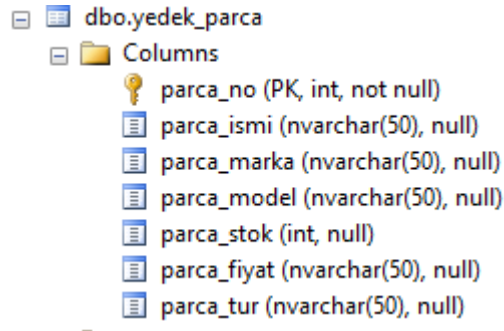 dbo.yedek_parca
Columns
parca_no (PK, int, not null)
parca_ismi (nvarchar(50), null)
parca_marka (nvarchar(50), null)
parca_model (nvarchar(50), null)
parca_stok (int, null)
parca_fiyat (nvarchar(50), null)
parca_tur (nvarchar(50), null)